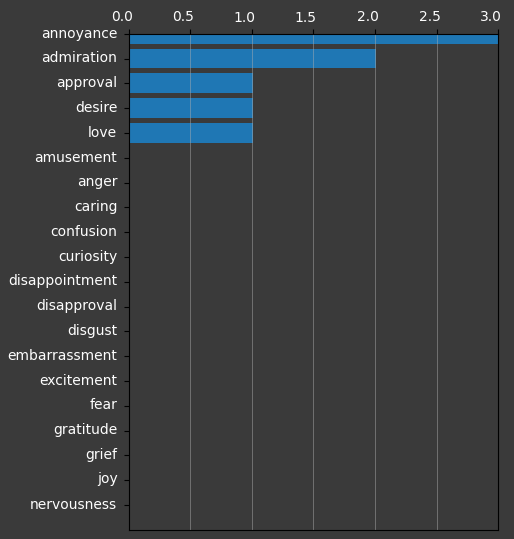 0.0 0.5 1.0 1.5 2.0 2.5 3.0
annoyance
admiration
approval
desire
love
amusement
anger
caring
confusion
curiosity
disappointment
disapproval
disgust
embarrassment
excitement
fear
gratitude
grief
joy
nervousness